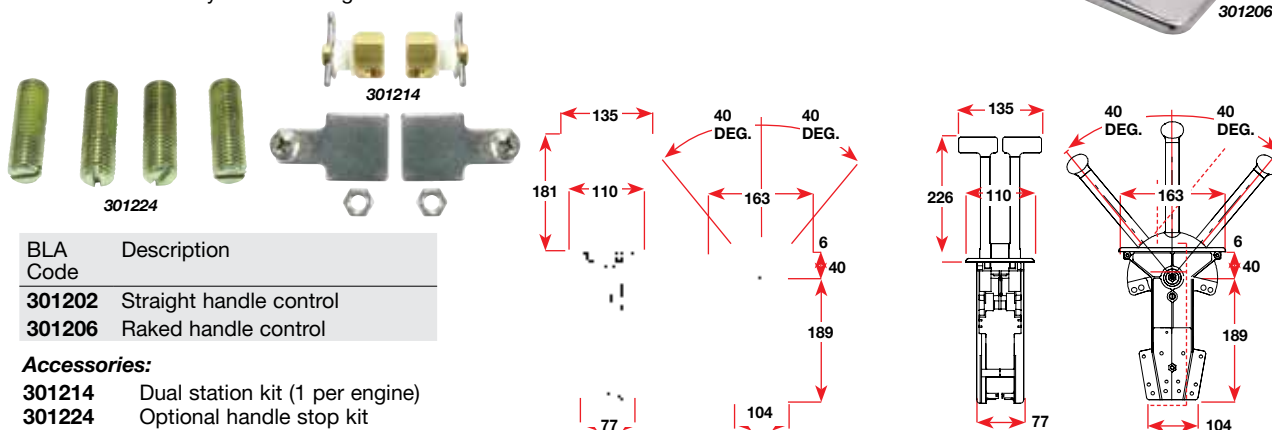 301206
301214
301224
BLA Code Description
301202 Straight handle control
301206 Raked handle control
Accessories:
301214 Dual station kit (1 per engine)
301224 Optional handle stop kit
135
181
110
77
40 DEG.
40 DEG.
163
6
40
189
104
135
226
110
77
40 DEG.
40 DEG.
163
6
40
189
104